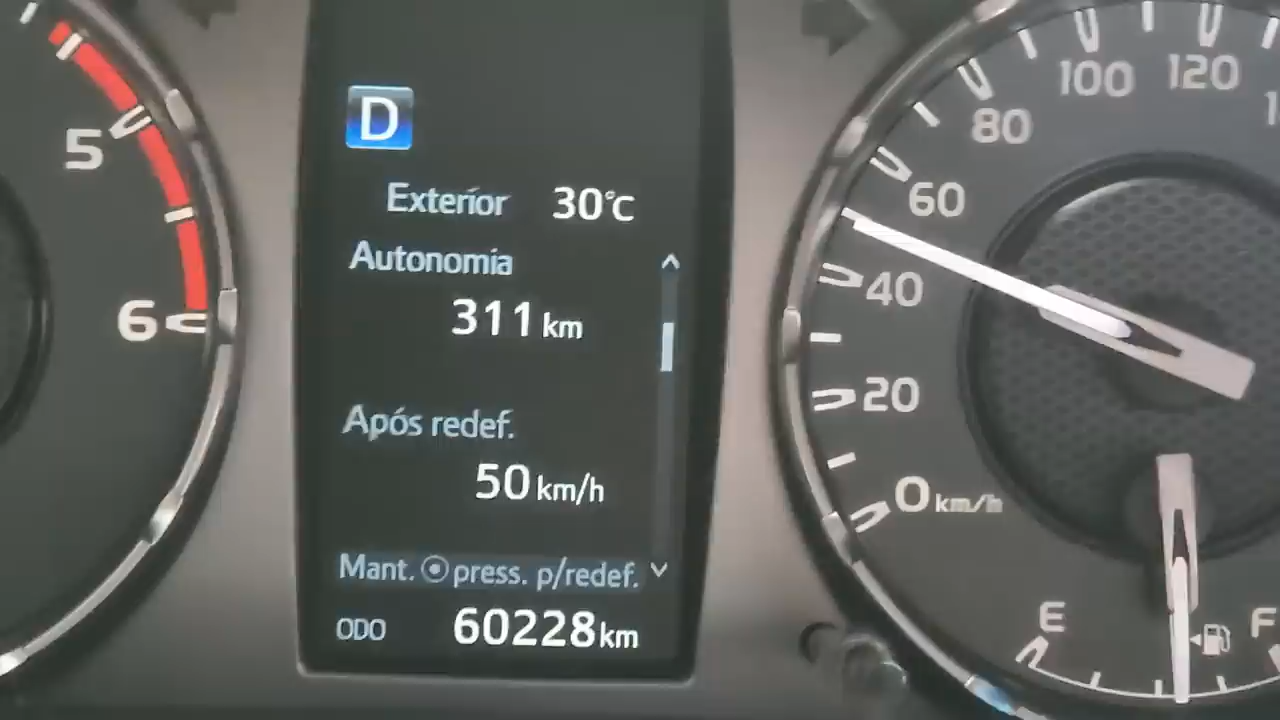 5
6
D
Exterior 30°C
Autonomia
311 km
Após redef.
50 km/h
Mant. ⦿ press. p/redef.
ODO 60228 km
120
100
80
60
40
20
0 km/h
E F